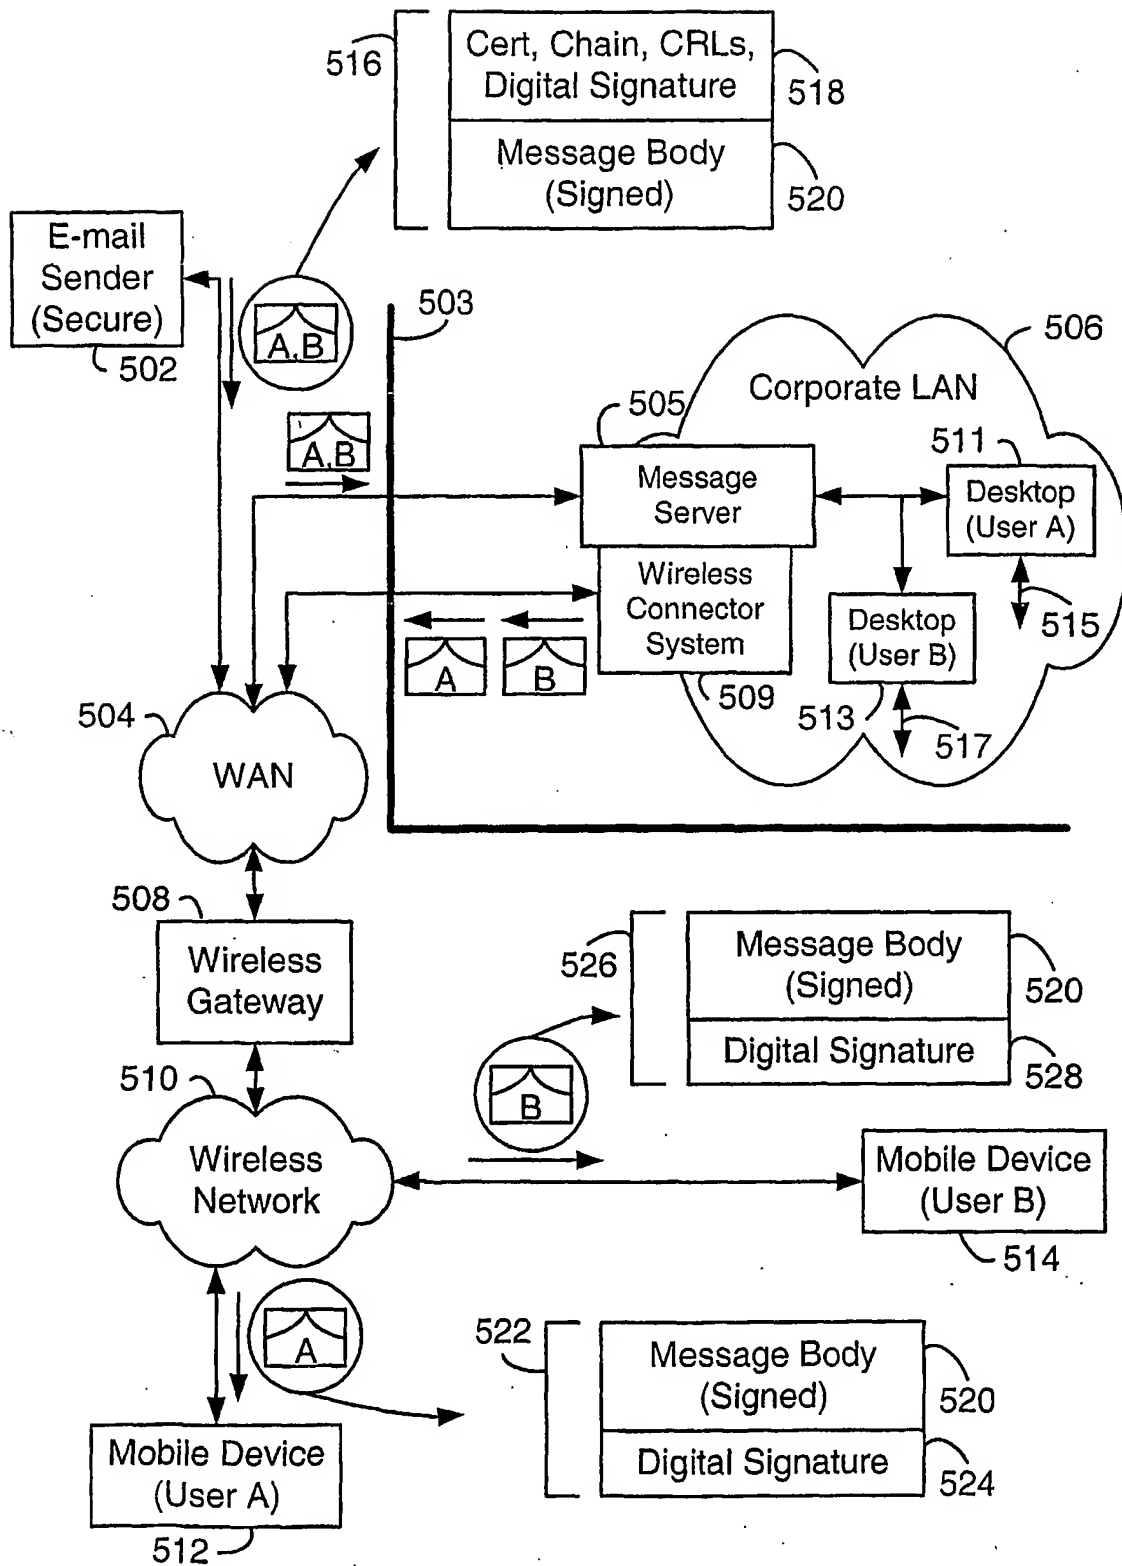 516
Cert, Chain, CRLs,
Digital Signature
518
Message Body
(Signed)
520
E-mail
Sender
(Secure)
502
A,B
503
506
Corporate LAN
505
A,B
Message
Server
511
Desktop
(User A)
515
Wireless
Connector
System
Desktop
(User B)
A
B
509
513
517
504
WAN
508
Wireless
Gateway
526
Message Body
(Signed)
520
Digital Signature
528
510
B
Wireless
Network
Mobile Device
(User B)
514
A
522
Message Body
(Signed)
520
Digital Signature
524
Mobile Device
(User A)
512